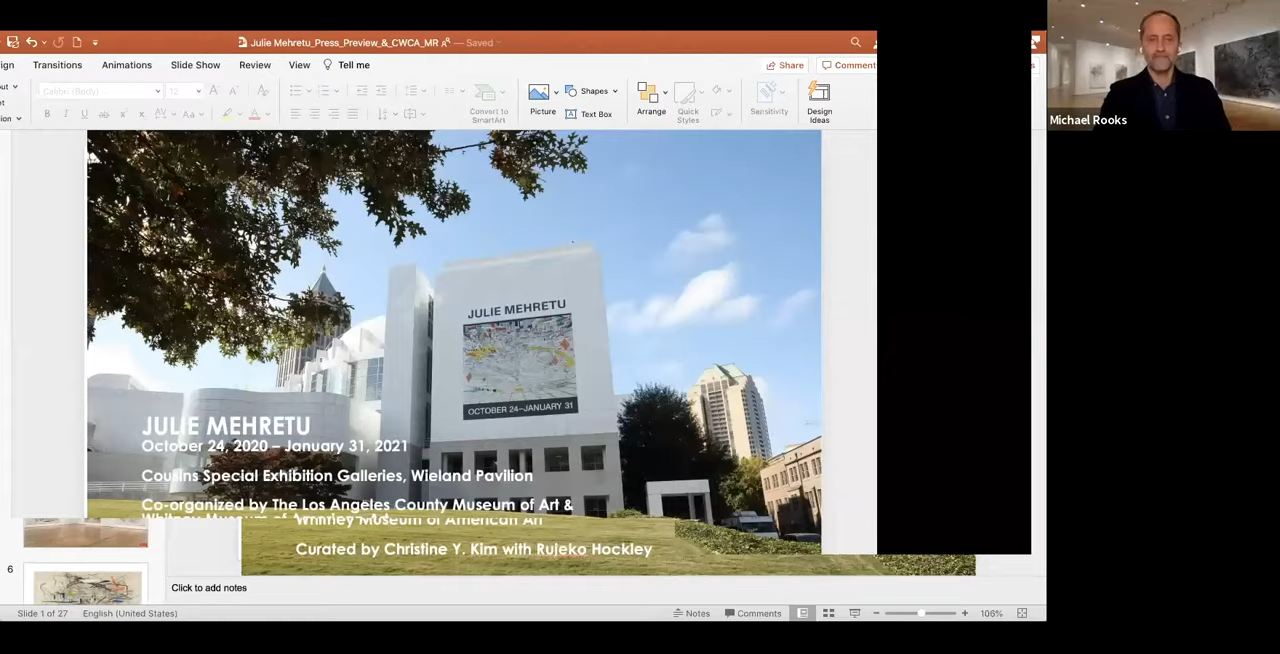 Julie Mehretu_Press_Preview_&_CWCA_MR — Saved
Transitions Animations Slide Show Review View Tell me Share Comment
Calibri (Body) 12
Convert to SmartArt
Picture
Shapes
Text Box
Arrange
Quick Styles
Sensitivity
Design Ideas
Michael Rooks
JULIE MEHRETU
OCTOBER 24–JANUARY 31
JULIE MEHRETU
October 24, 2020 – January 31, 2021
Cousins Special Exhibition Galleries, Wieland Pavilion
Co-organized by The Los Angeles County Museum of Art &
Whitney Museum of American Art
Curated by Christine Y. Kim with Rujeko Hockley
6
Click to add notes
Slide 1 of 27 English (United States) Notes Comments 106%